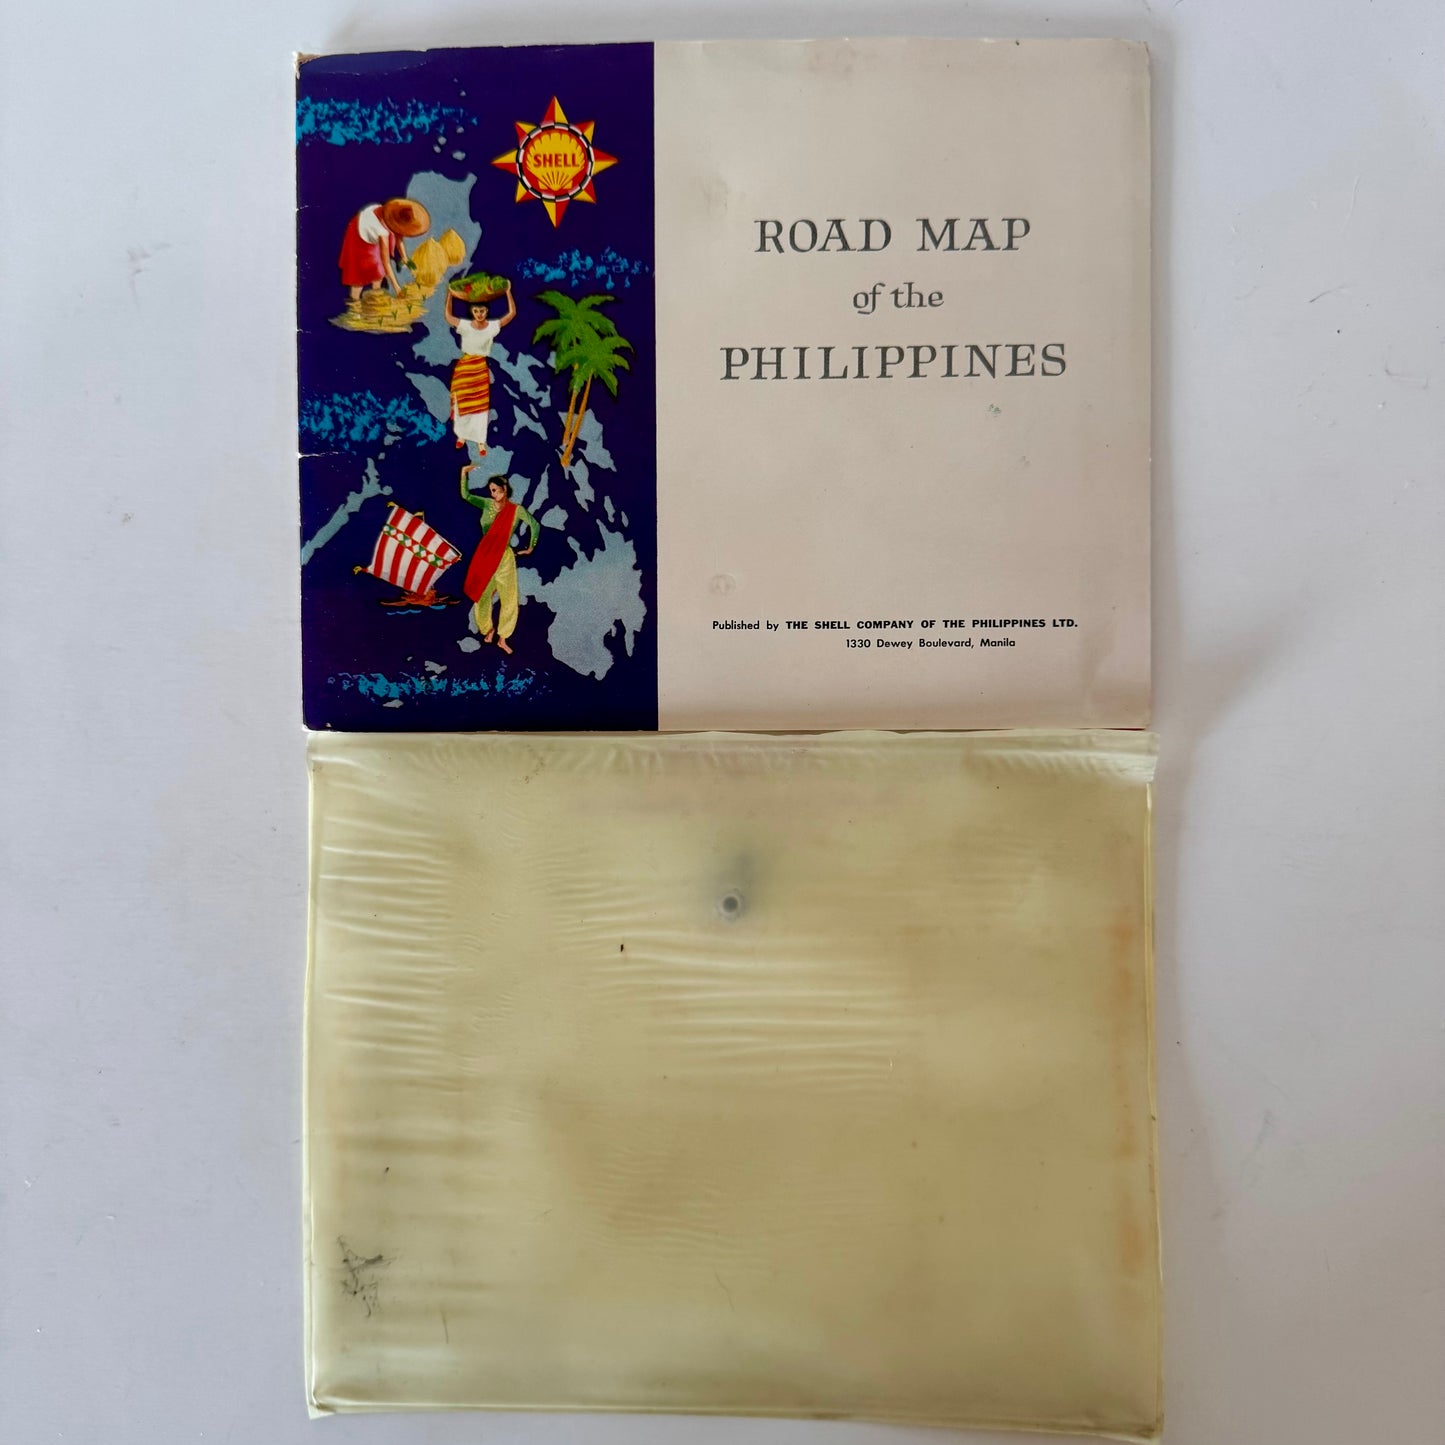 SHELL
ROAD MAP
of the
PHILIPPINES
Published by THE SHELL COMPANY OF THE PHILIPPINES LTD.
1330 Dewey Boulevard, Manila